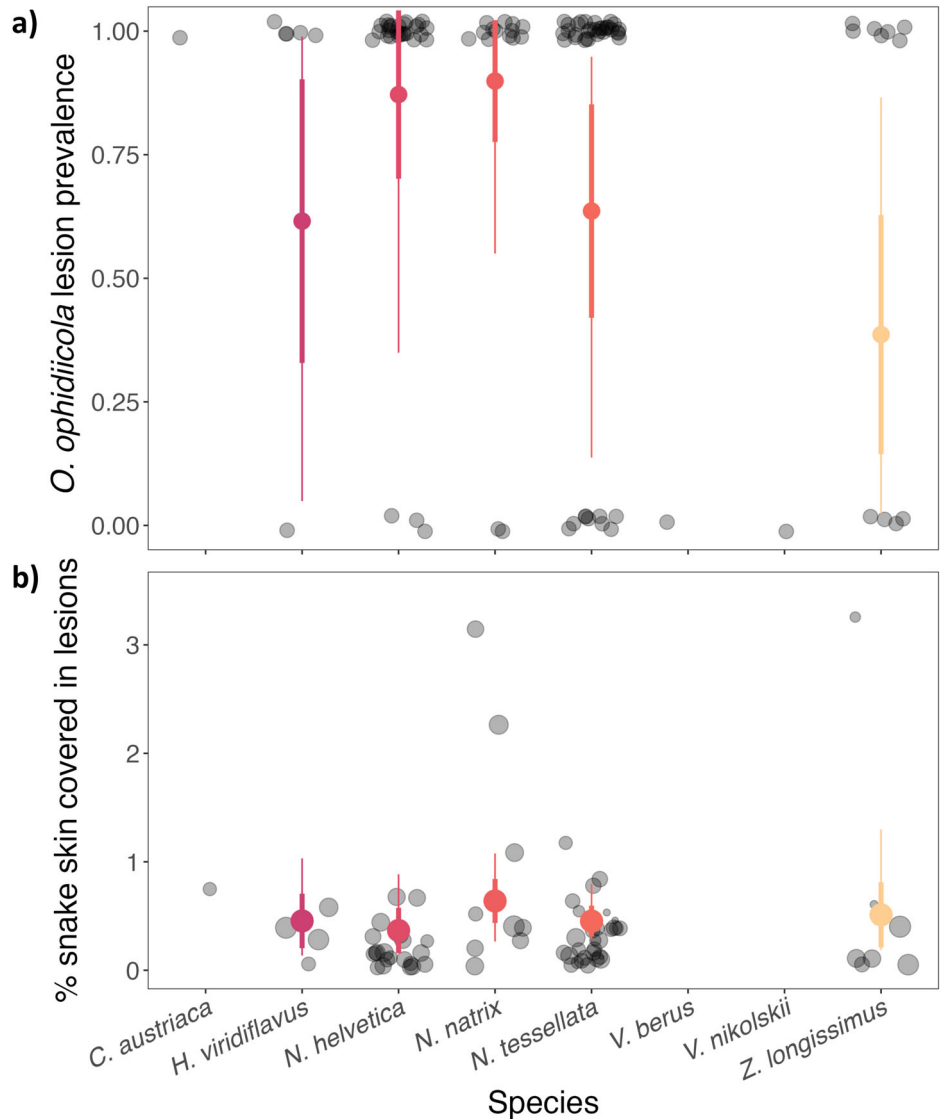 a)
O. ophidiicola lesion prevalence
1.00
0.75
0.50
0.25
0.00
b)
% snake skin covered in lesions
3
2
1
0
C. austriaca
H. viridiflavus
N. helvetica
N. natrix
N. tessellata
V. berus
V. nikolskii
Z. longissimus
Species